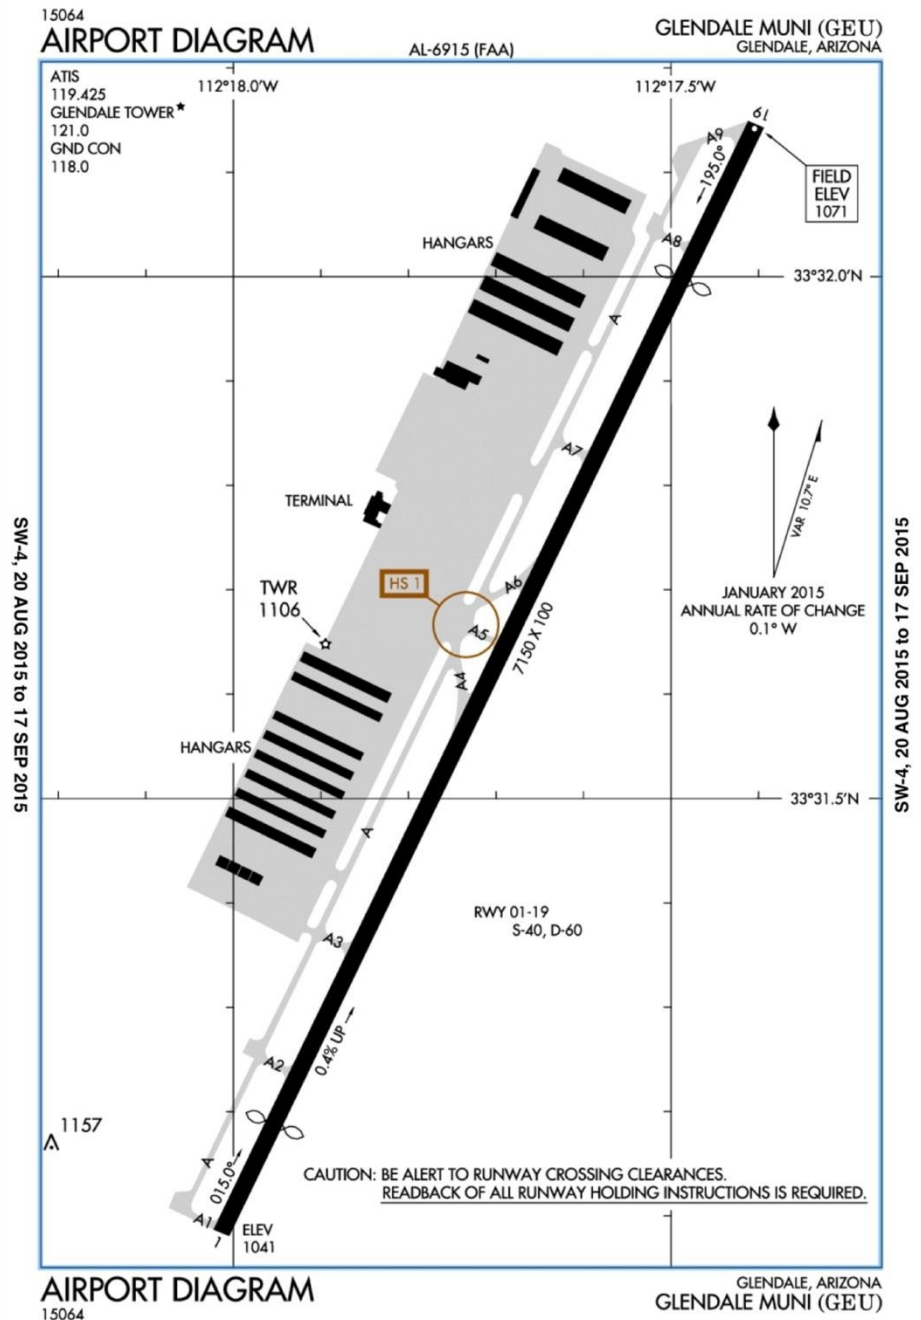 15064
AIRPORT DIAGRAM
AL-6915 (FAA)
GLENDALE MUNI (GEU)
GLENDALE, ARIZONA
ATIS
119.425
GLENDALE TOWER★
121.0
GND CON
118.0
112°18.0'W
112°17.5'W
19
A9
←195.0°
FIELD
ELEV
1071
A8
HANGARS
33°32.0'N
A
A7
TERMINAL
VAR 10.7° E
HS 1
A6
TWR
1106
JANUARY 2015
ANNUAL RATE OF CHANGE
0.1° W
A5
7150 X 100
A4
HANGARS
33°31.5'N
A
RWY 01-19
S-40, D-60
A3
0.4% UP→
A2
1157
A
015.0°→
CAUTION: BE ALERT TO RUNWAY CROSSING CLEARANCES.
READBACK OF ALL RUNWAY HOLDING INSTRUCTIONS IS REQUIRED.
A1
1
ELEV
1041
SW-4, 20 AUG 2015 to 17 SEP 2015
SW-4, 20 AUG 2015 to 17 SEP 2015
AIRPORT DIAGRAM
15064
GLENDALE, ARIZONA
GLENDALE MUNI (GEU)